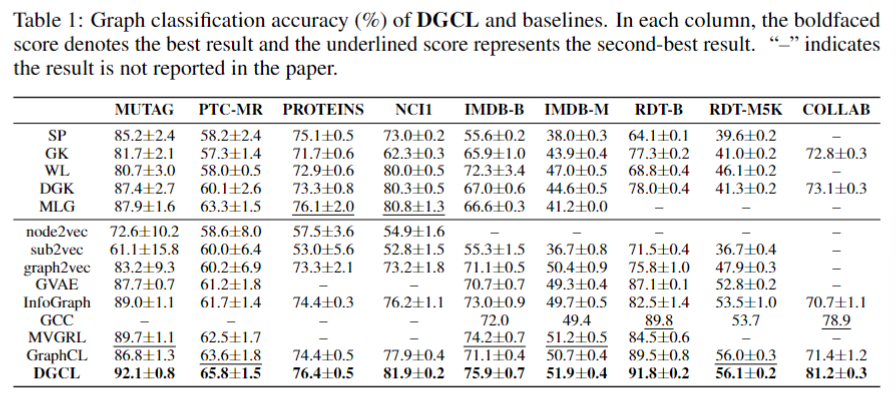 Table 1: Graph classification accuracy (%) of DGCL and baselines. In each column, the boldfaced
score denotes the best result and the underlined score represents the second-best result. “–” indicates
the result is not reported in the paper.
MUTAG PTC-MR PROTEINS NCI1 IMDB-B IMDB-M RDT-B RDT-M5K COLLAB
SP 85.2±2.4 58.2±2.4 75.1±0.5 73.0±0.2 55.6±0.2 38.0±0.3 64.1±0.1 39.6±0.2 –
GK 81.7±2.1 57.3±1.4 71.7±0.6 62.3±0.3 65.9±1.0 43.9±0.4 77.3±0.2 41.0±0.2 72.8±0.3
WL 80.7±3.0 58.0±0.5 72.9±0.6 80.0±0.5 72.3±3.4 47.0±0.5 68.8±0.4 46.1±0.2 –
DGK 87.4±2.7 60.1±2.6 73.3±0.8 80.3±0.5 67.0±0.6 44.6±0.5 78.0±0.4 41.3±0.2 73.1±0.3
MLG 87.9±1.6 63.3±1.5 76.1±2.0 80.8±1.3 66.6±0.3 41.2±0.0 – – –
node2vec 72.6±10.2 58.6±8.0 57.5±3.6 54.9±1.6 – – – – –
sub2vec 61.1±15.8 60.0±6.4 53.0±5.6 52.8±1.5 55.3±1.5 36.7±0.8 71.5±0.4 36.7±0.4 –
graph2vec 83.2±9.3 60.2±6.9 73.3±2.1 73.2±1.8 71.1±0.5 50.4±0.9 75.8±1.0 47.9±0.3 –
GVAE 87.7±0.7 61.2±1.8 – – 70.7±0.7 49.3±0.4 87.1±0.1 52.8±0.2 –
InfoGraph 89.0±1.1 61.7±1.4 74.4±0.3 76.2±1.1 73.0±0.9 49.7±0.5 82.5±1.4 53.5±1.0 70.7±1.1
GCC – – – – 72.0 49.4 89.8 53.7 78.9
MVGRL 89.7±1.1 62.5±1.7 – – 74.2±0.7 51.2±0.5 84.5±0.6 – –
GraphCL 86.8±1.3 63.6±1.8 74.4±0.5 77.9±0.4 71.1±0.4 50.7±0.4 89.5±0.8 56.0±0.3 71.4±1.2
DGCL 92.1±0.8 65.8±1.5 76.4±0.5 81.9±0.2 75.9±0.7 51.9±0.4 91.8±0.2 56.1±0.2 81.2±0.3